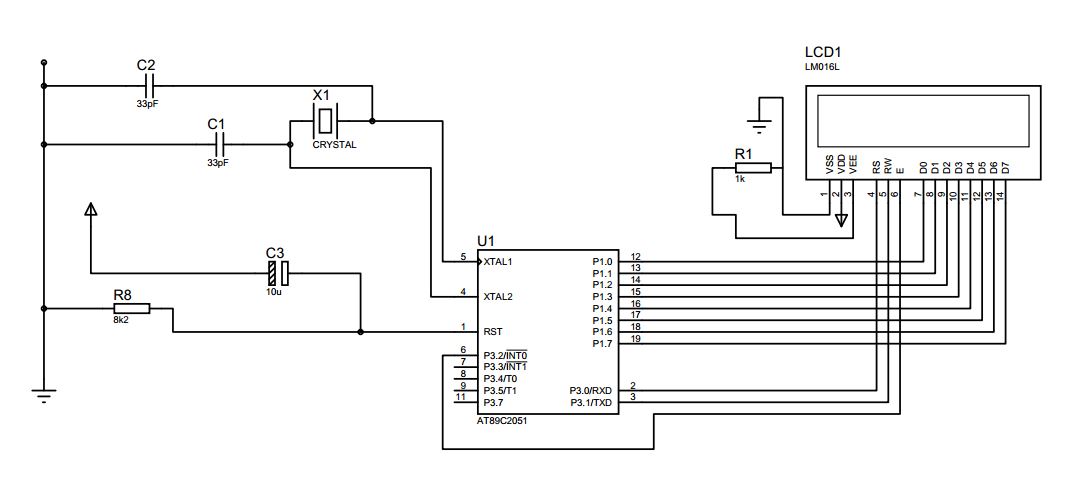 C2
33pF
C1
33pF
X1
CRYSTAL
C3
10u
R8
8k2
U1
5 XTAL1
4 XTAL2
1 RST
6 P3.2/INT0
7 P3.3/INT1
8 P3.4/T0
9 P3.5/T1
11 P3.7
P1.0 12
P1.1 13
P1.2 14
P1.3 15
P1.4 16
P1.5 17
P1.6 18
P1.7 19
P3.0/RXD 2
P3.1/TXD 3
AT89C2051
R1
1k
LCD1
LM016L
VSS VDD VEE RS RW E D0 D1 D2 D3 D4 D5 D6 D7
1 2 3 4 5 6 7 8 9 10 11 12 13 14